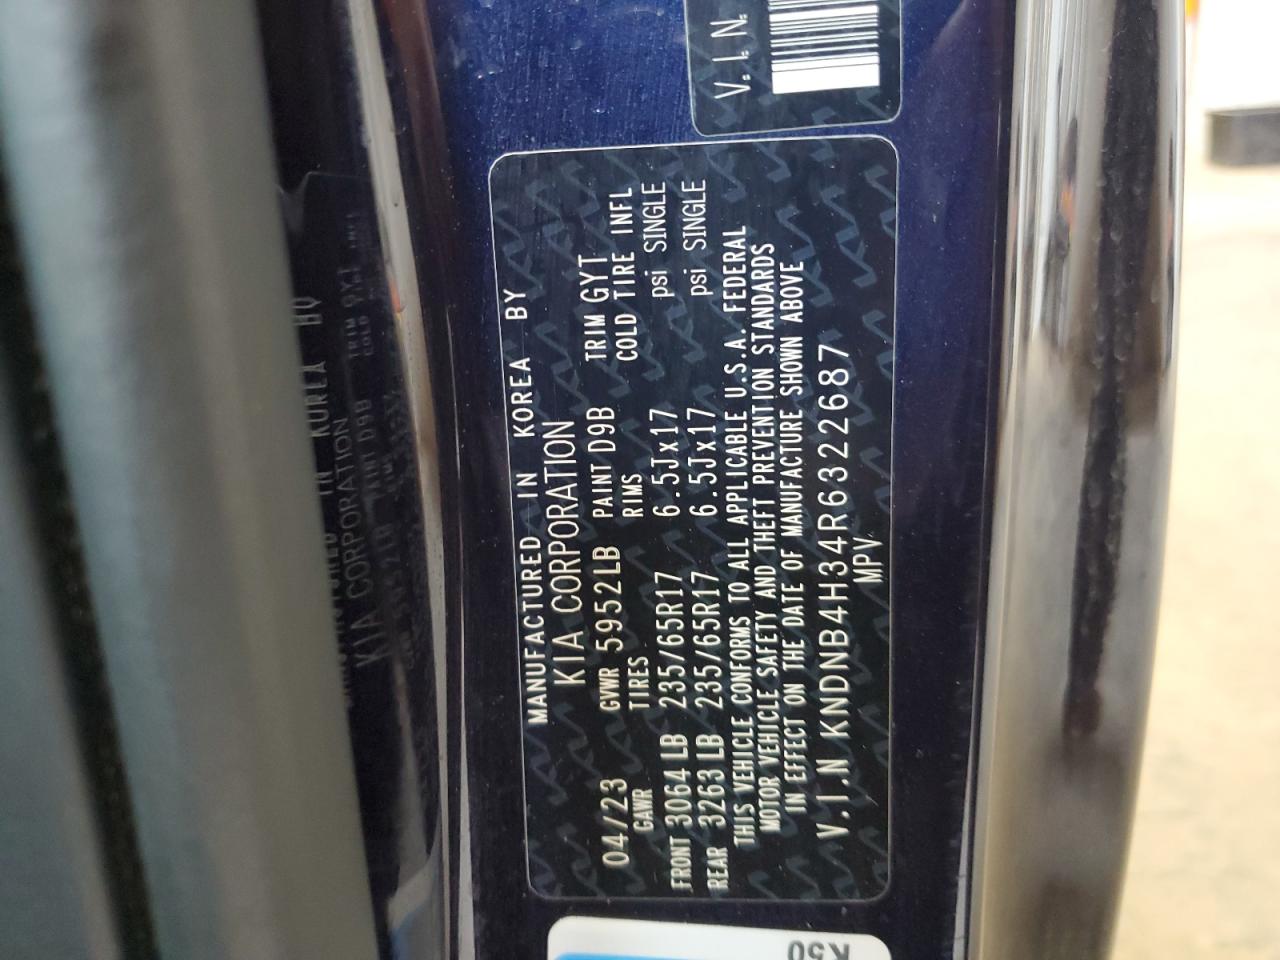 MANUFACTURED IN KOREA BY
KIA CORPORATION
04/23 GVWR 5952LB PAINT D9B TRIM GYT
GAWR TIRES RIMS COLD TIRE INFL
FRONT 3064 LB 235/65R17 6.5Jx17 psi SINGLE
REAR 3263 LB 235/65R17 6.5Jx17 psi SINGLE
THIS VEHICLE CONFORMS TO ALL APPLICABLE U.S.A. FEDERAL
MOTOR VEHICLE SAFETY AND THEFT PREVENTION STANDARDS
IN EFFECT ON THE DATE OF MANUFACTURE SHOWN ABOVE
V.I.N KNDNB4H34R6322687
MPV
V.I.N.
K50